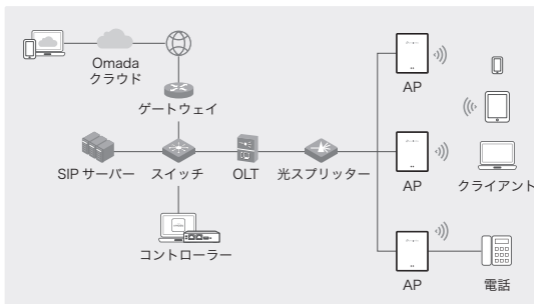 Omada
クラウド
ゲートウェイ
AP
SIP サーバー
スイッチ
OLT
光スプリッター
AP
クライアント
コントローラー
AP
電話